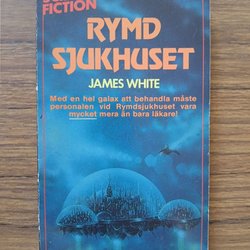 FICTION
RYMD
SJUKHUSET
JAMES WHITE
Med en hel galax att behandla måste
personalen vid Rymdsjukhuset vara
mycket mera än bara läkare!